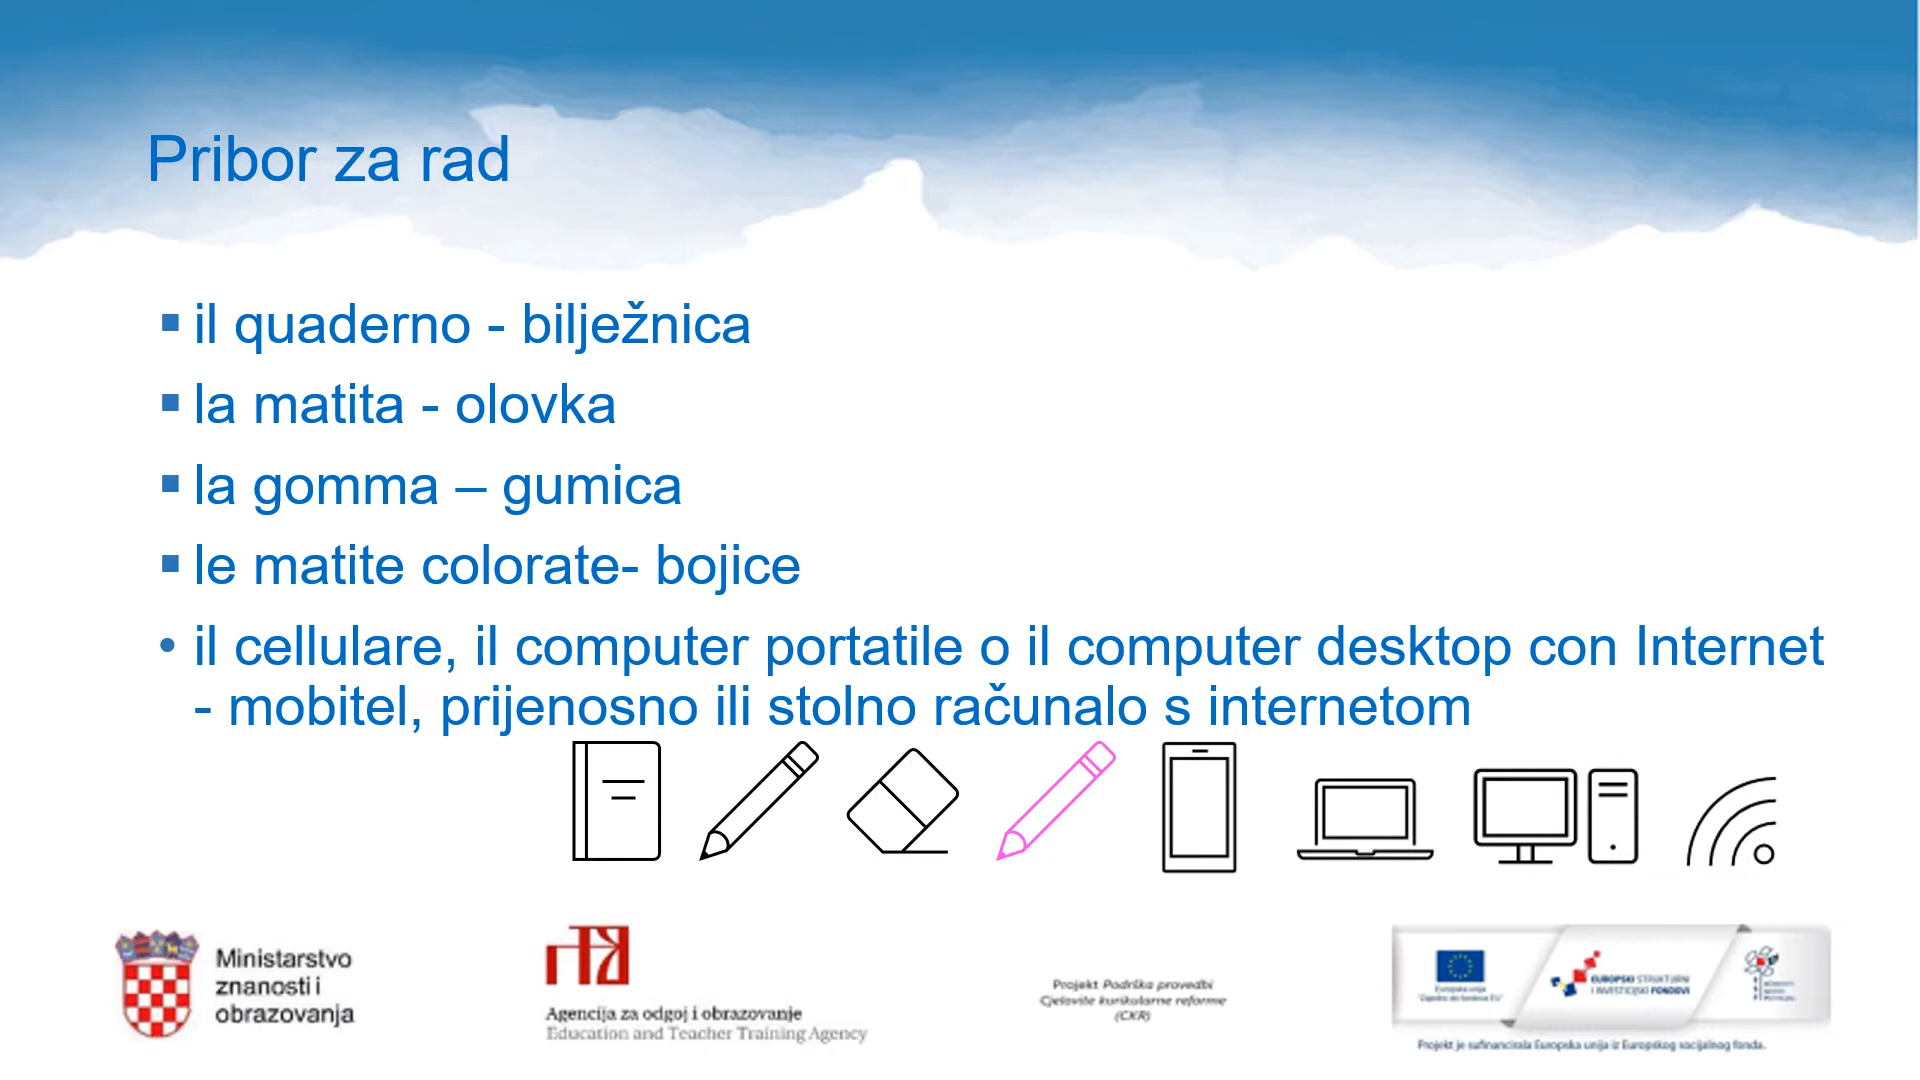 Pribor za rad
il quaderno - bilježnica
la matita - olovka
la gomma – gumica
le matite colorate- bojice
il cellulare, il computer portatile o il computer desktop con Internet
- mobitel, prijenosno ili stolno računalo s internetom
Ministarstvo
znanosti i
obrazovanja
Agencija za odgoj i obrazovanje
Education and Teacher Training Agency
Projekt Podrška provedbi
Cjelovite kurikularne reforme
(CKR)
Europska unija
"Zajedno do fondova EU"
EUROPSKI STRUKTURNI
I INVESTICIJSKI FONDOVI
Projekt je sufinancirala Europska unija iz Europskog socijalnog fonda.